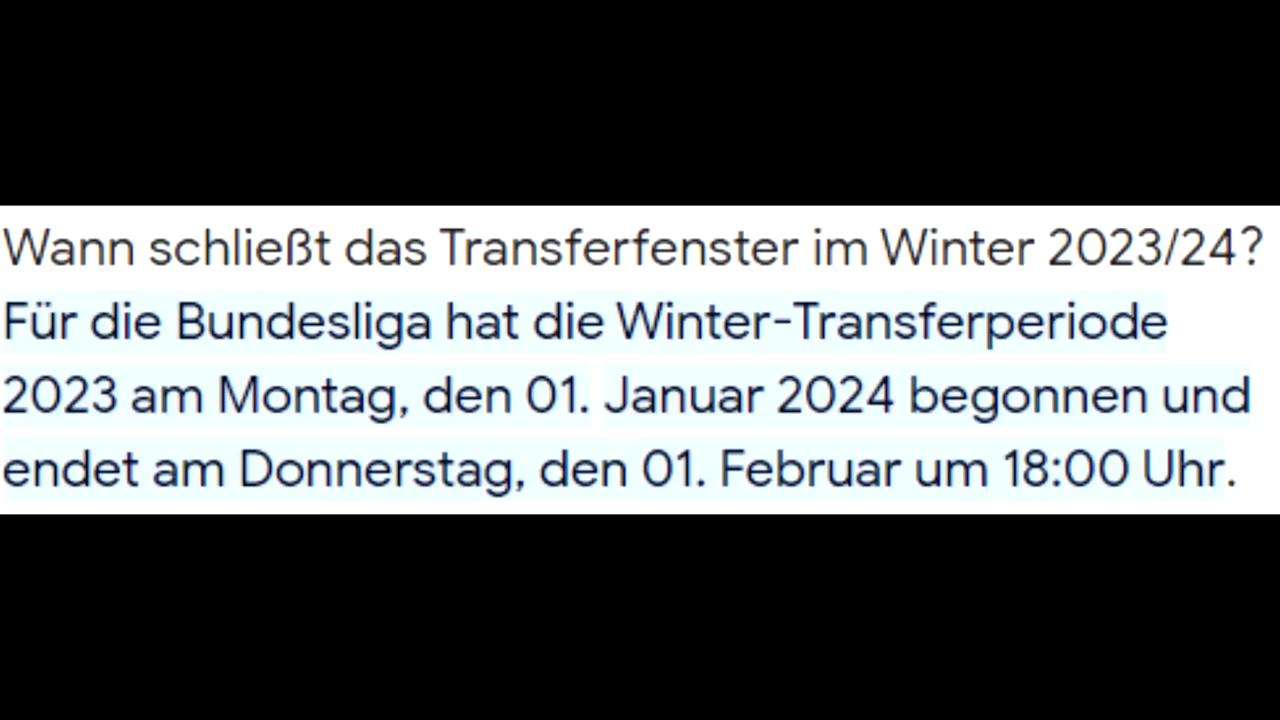 Wann schließt das Transferfenster im Winter 2023/24?
Für die Bundesliga hat die Winter-Transferperiode
2023 am Montag, den 01. Januar 2024 begonnen und
endet am Donnerstag, den 01. Februar um 18:00 Uhr.